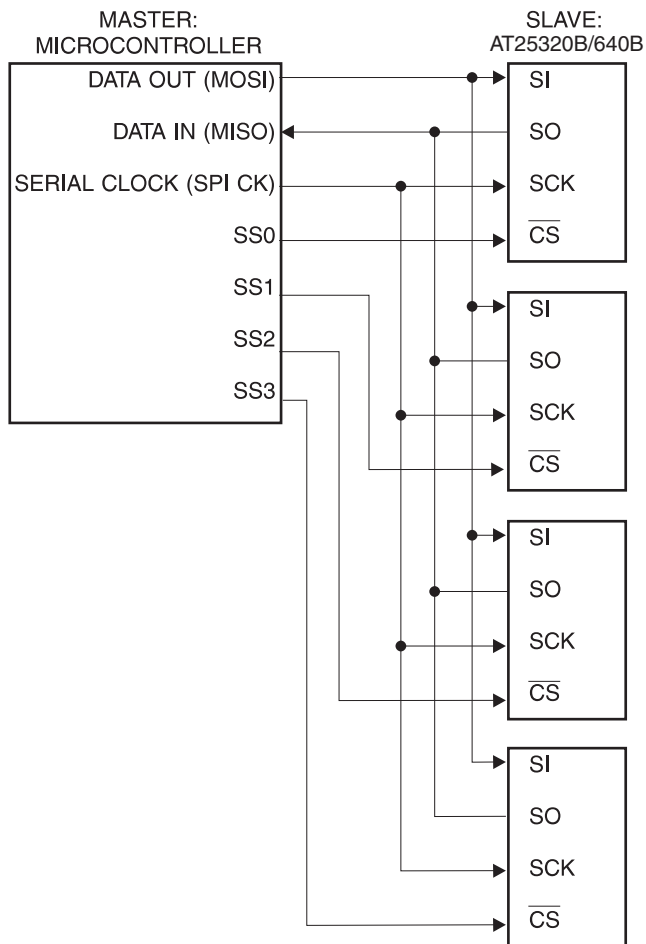 MASTER:
MICROCONTROLLER
DATA OUT (MOSI)
DATA IN (MISO)
SERIAL CLOCK (SPI CK)
SS0
SS1
SS2
SS3
SLAVE:
AT25320B/640B
SI
SO
SCK
CS
SI
SO
SCK
CS
SI
SO
SCK
CS
SI
SO
SCK
CS